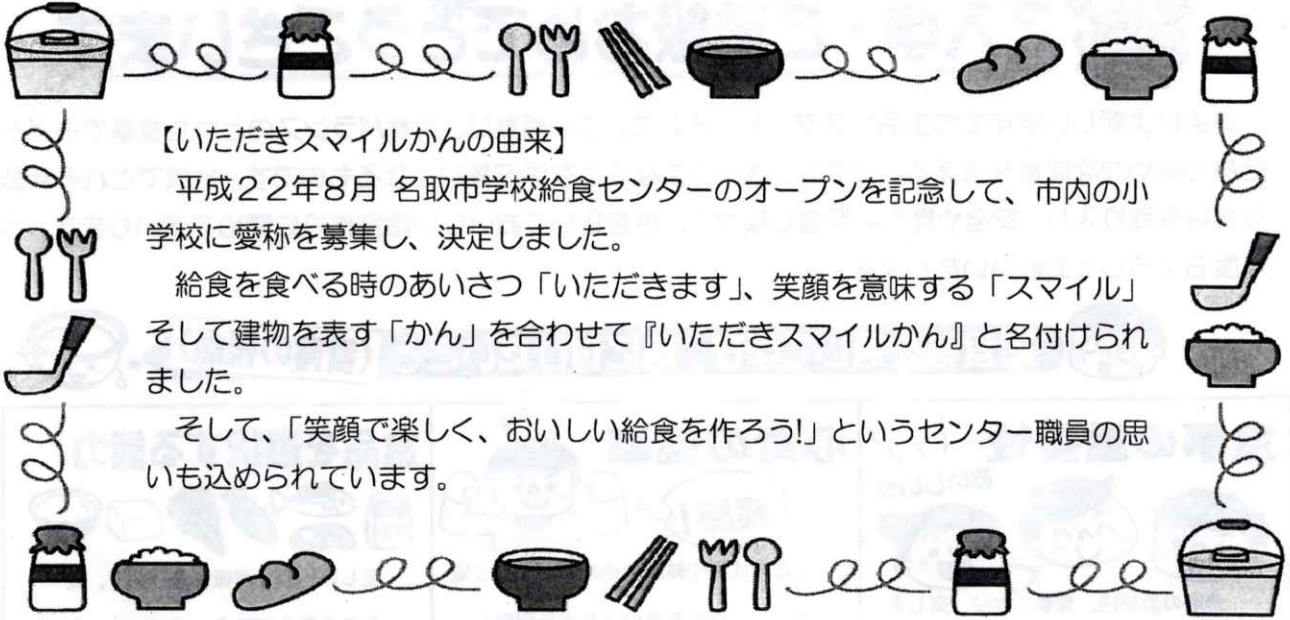 【いただきスマイルかんの由来】
平成22年8月 名取市学校給食センターのオープンを記念して、市内の小
学校に愛称を募集し、決定しました。
給食を食べる時のあいさつ「いただきます」、笑顔を意味する「スマイル」
そして建物を表す「かん」を合わせて『いただきスマイルかん』と名付けられ
ました。
そして、「笑顔で楽しく、おいしい給食を作ろう!」というセンター職員の思
いも込められています。